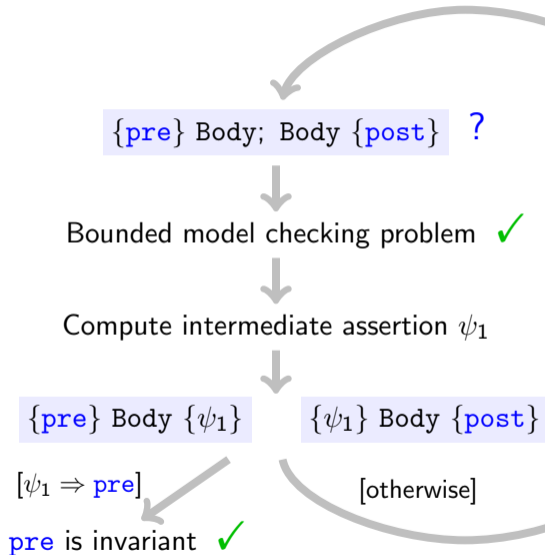 {pre} Body; Body {post} ?
Bounded model checking problem ✓
Compute intermediate assertion ψ₁
{pre} Body {ψ₁} {ψ₁} Body {post}
[ψ₁ ⇒ pre] [otherwise]
pre is invariant ✓